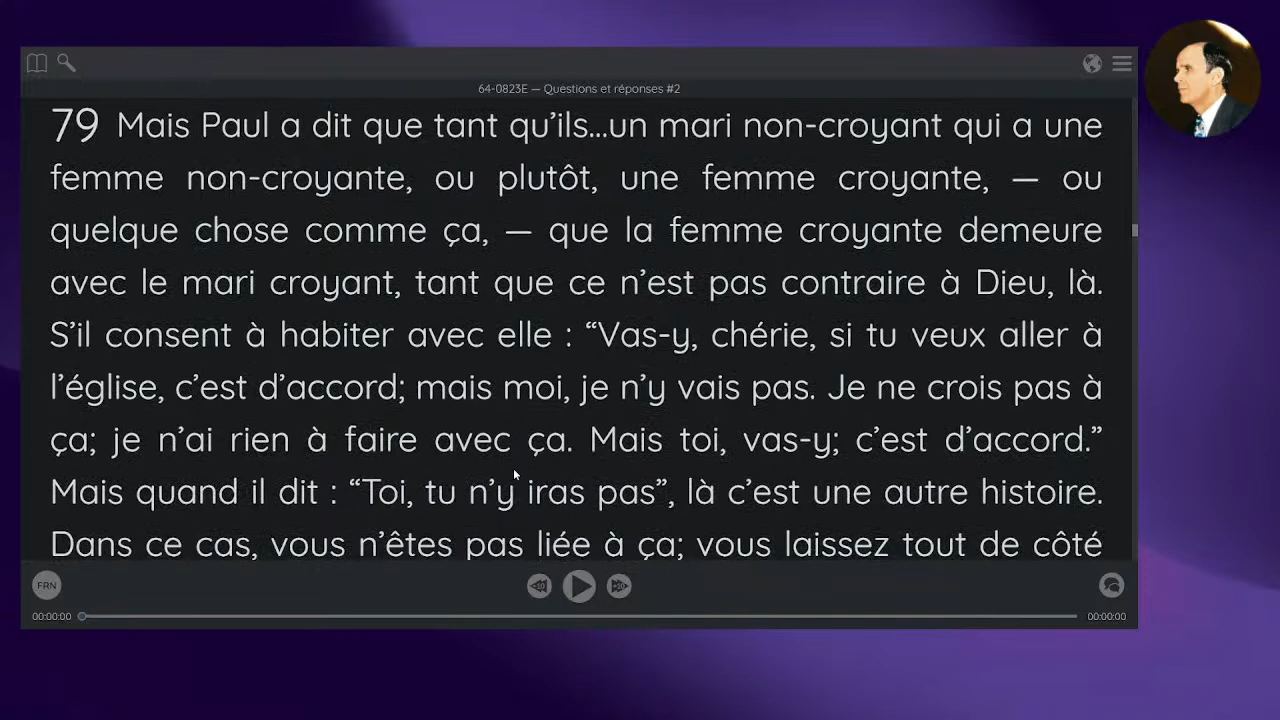 64-0823E — Questions et réponses #2
79 Mais Paul a dit que tant qu’ils...un mari non-croyant qui a une
femme non-croyante, ou plutôt, une femme croyante, — ou
quelque chose comme ça, — que la femme croyante demeure
avec le mari croyant, tant que ce n’est pas contraire à Dieu, là.
S’il consent à habiter avec elle : “Vas-y, chérie, si tu veux aller à
l’église, c’est d’accord; mais moi, je n’y vais pas. Je ne crois pas à
ça; je n’ai rien à faire avec ça. Mais toi, vas-y; c’est d’accord.”
Mais quand il dit : “Toi, tu n’y iras pas”, là c’est une autre histoire.
Dans ce cas, vous n’êtes pas liée à ça; vous laissez tout de côté
FRN
00:00:00
00:00:00